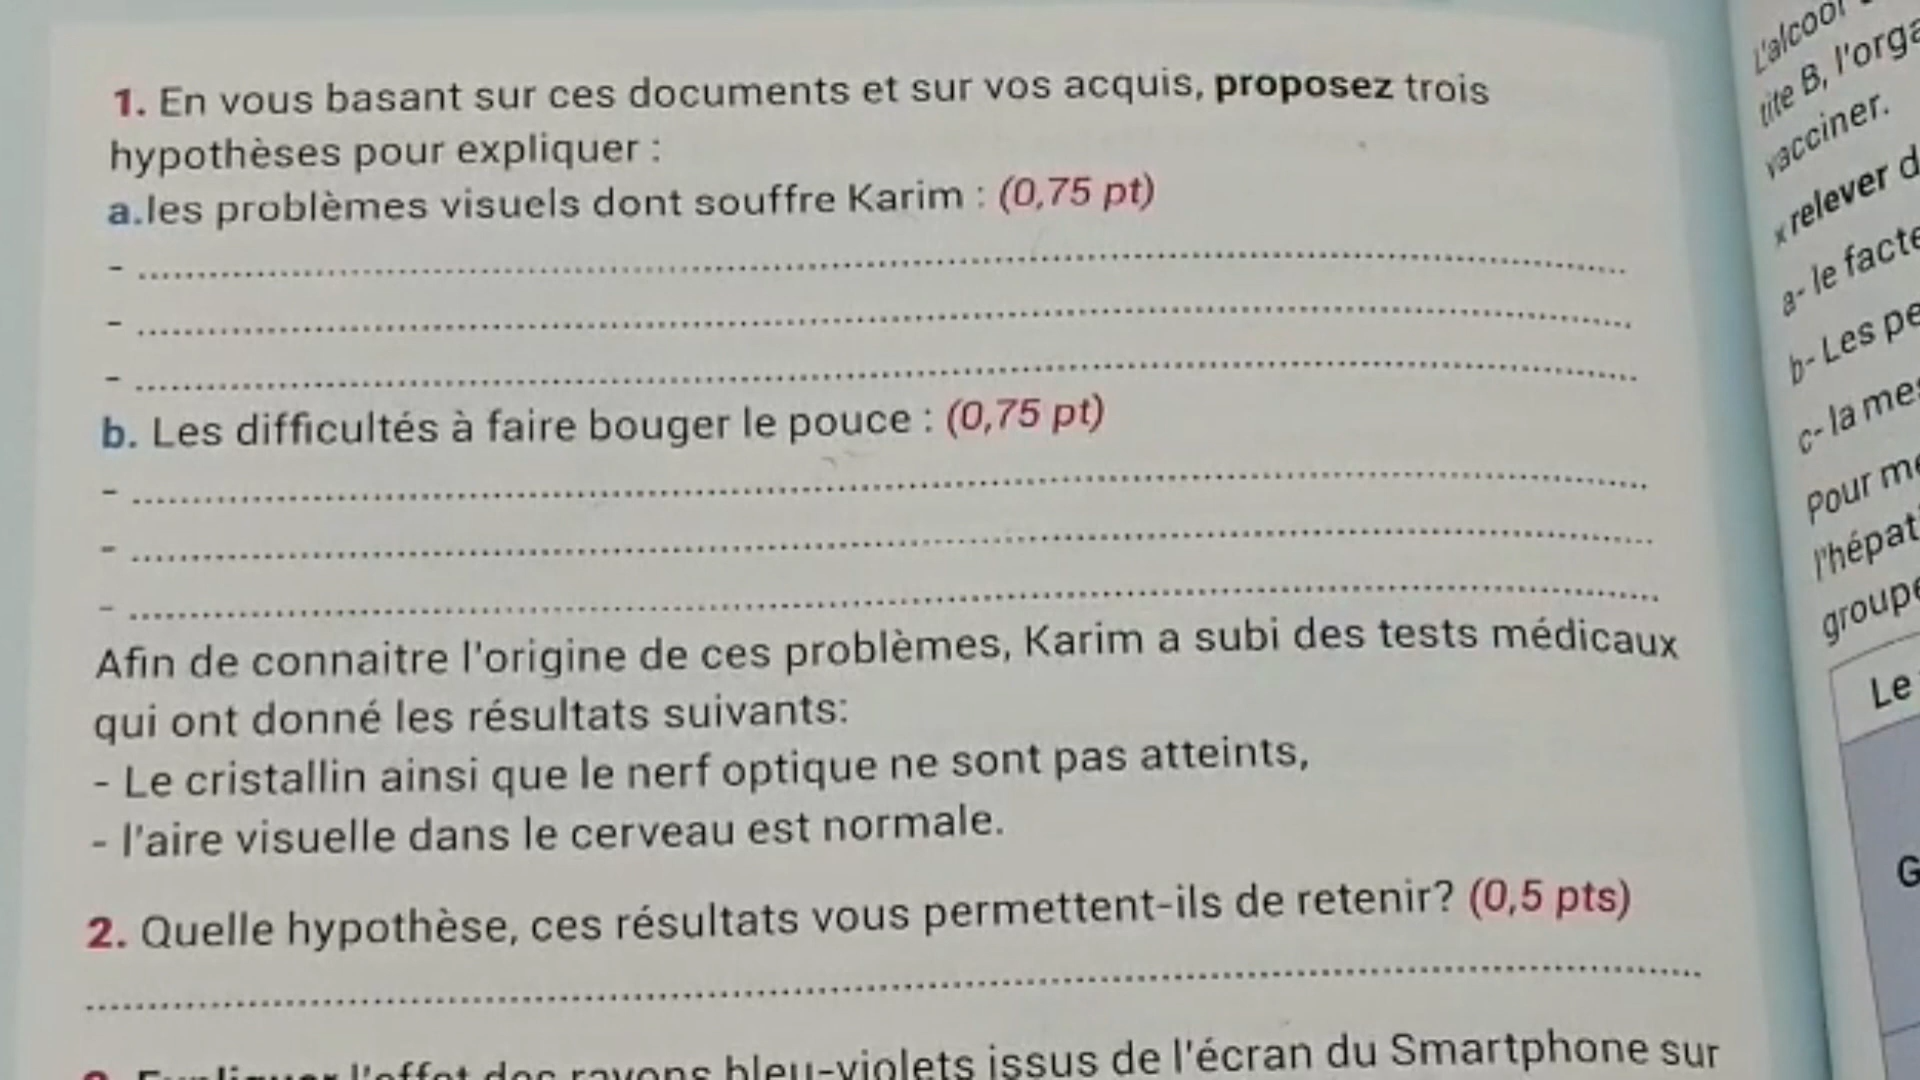 1. En vous basant sur ces documents et sur vos acquis, proposez trois
hypothèses pour expliquer :
a.les problèmes visuels dont souffre Karim : (0,75 pt)
-
-
-
b. Les difficultés à faire bouger le pouce : (0,75 pt)
-
-
-
Afin de connaitre l'origine de ces problèmes, Karim a subi des tests médicaux
qui ont donné les résultats suivants:
- Le cristallin ainsi que le nerf optique ne sont pas atteints,
- l'aire visuelle dans le cerveau est normale.
2. Quelle hypothèse, ces résultats vous permettent-ils de retenir? (0,5 pts)
l'effet des rayons bleu-violets issus de l'écran du Smartphone sur
L'alcool
tite B, l'orga
vacciner.
x relever d
a- le facte
b- Les pe
c- la mes
Pour me
l'hépati
groupe
Le
G